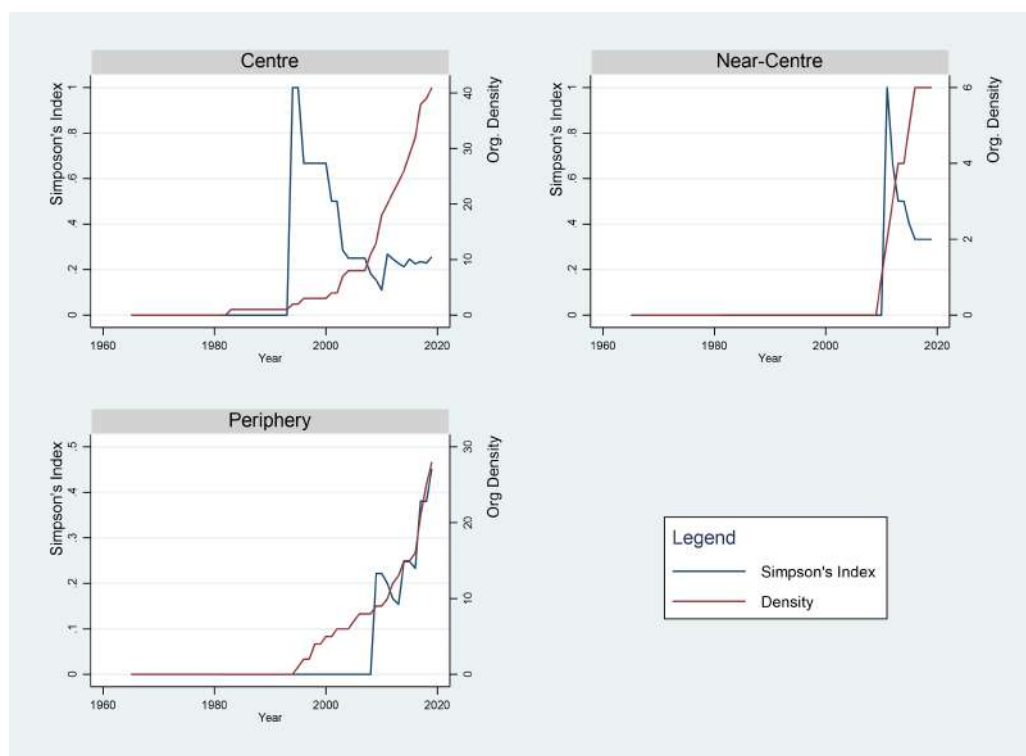 Centre
Simposon's Index
0 .2 .4 .6 .8 1
0 10 20 30 40
Org. Density
1960 1980 2000 2020
Year
Near-Centre
Simpson's Index
0 .2 .4 .6 .8 1
0 2 4 6
Org. Density
1960 1980 2000 2020
Year
Periphery
Simpson's Index
0 .1 .2 .3 .4 .5
0 10 20 30
Org Density
1960 1980 2000 2020
Year
Legend
Simpson's Index
Density